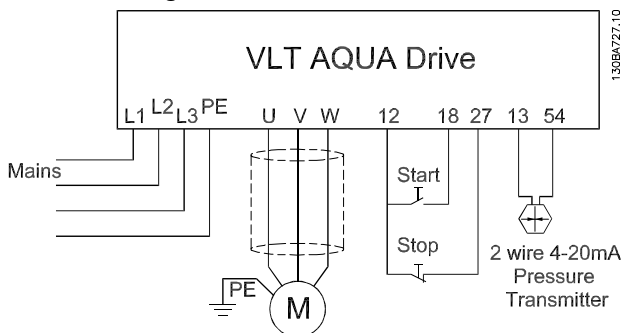 VLT AQUA Drive
130BA727.10
L1 L2 L3 PE U V W 12 18 27 13 54
Mains
Start
Stop
PE
M
2 wire 4-20mA
Pressure
Transmitter